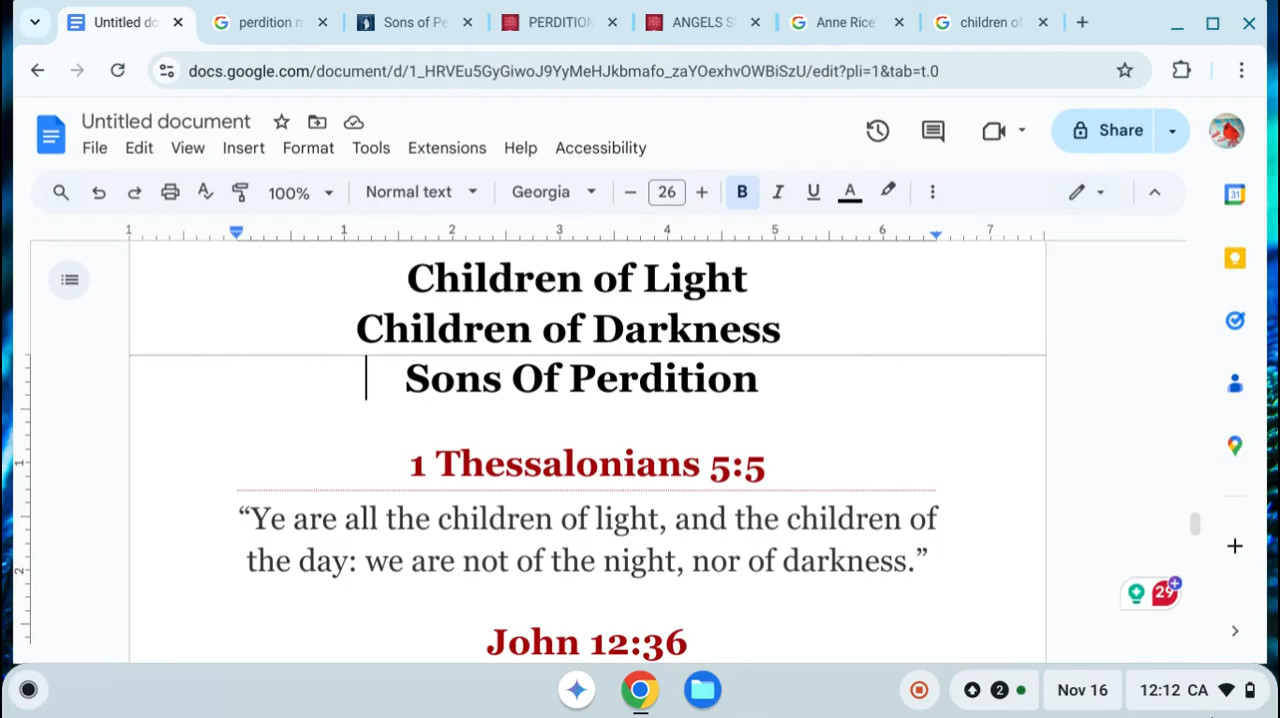 Untitled do
perdition m
Sons of Pe
PERDITION
ANGELS S
Anne Rice'
children of
docs.google.com/document/d/1_HRVEu5GyGiwoJ9YyMeHJkbmafo_zaYOexhvOWBiSzU/edit?pli=1&tab=t.0
Untitled document
Share
File Edit View Insert Format Tools Extensions Help Accessibility
100% Normal text Georgia 26 B I U A
1 1 2 3 4 5 6 7
31
Children of Light
Children of Darkness
Sons Of Perdition
1 Thessalonians 5:5
1
“Ye are all the children of light, and the children of
the day: we are not of the night, nor of darkness.”
2
29
John 12:36
2 Nov 16 12:12 CA